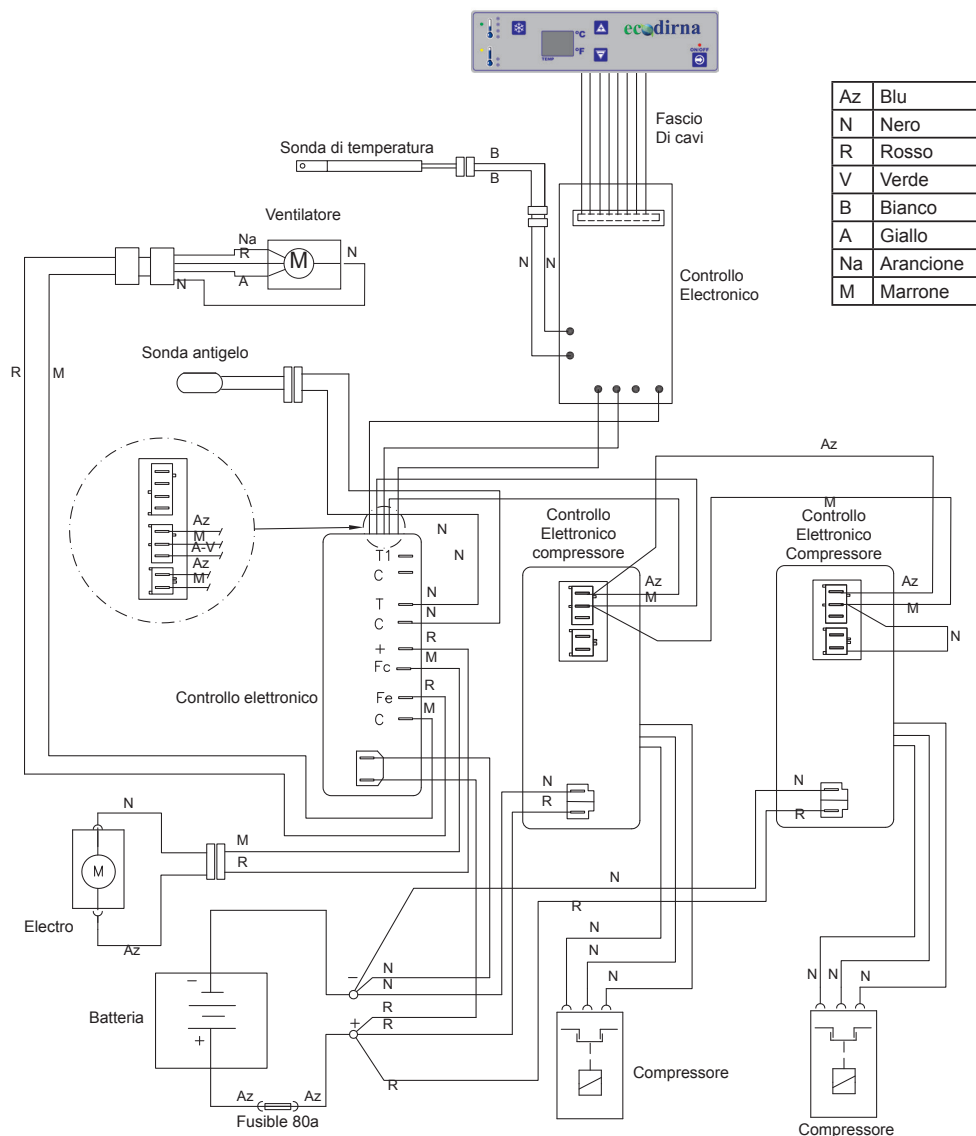 °C
°F
TEMP
ecodirna
ON/OFF
Az Blu
N Nero
R Rosso
V Verde
B Bianco
A Giallo
Na Arancione
M Marrone
Fascio
Di cavi
Sonda di temperatura
B
B
Ventilatore
Na
R
A
N
M
N
N
N
Controllo
Electronico
R
M
Sonda antigelo
Az
M
A-V
Az
M
Az
M
N
N
Controllo
Elettronico
compressore
Controllo
Elettronico
Compressore
T1
C
T
C
+
Fc
Fe
C
N
N
R
M
R
M
Az
M
Az
M
N
Controllo elettronico
N
R
N
R
N
M
Electro
Az
M
R
N
R
N
N
N
N
N
N
Batteria
−
+
−
N
N
R
R
+
R
Az
Az
Fusible 80a
Compressore
Compressore